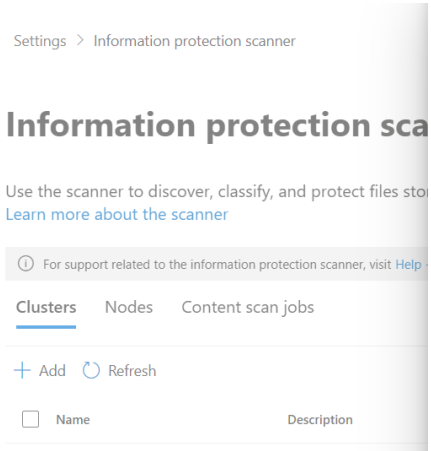 Settings > Information protection scanner
Information protection sca
Use the scanner to discover, classify, and protect files sto
Learn more about the scanner
For support related to the information protection scanner, visit Help -
Clusters Nodes Content scan jobs
+ Add Refresh
Name Description